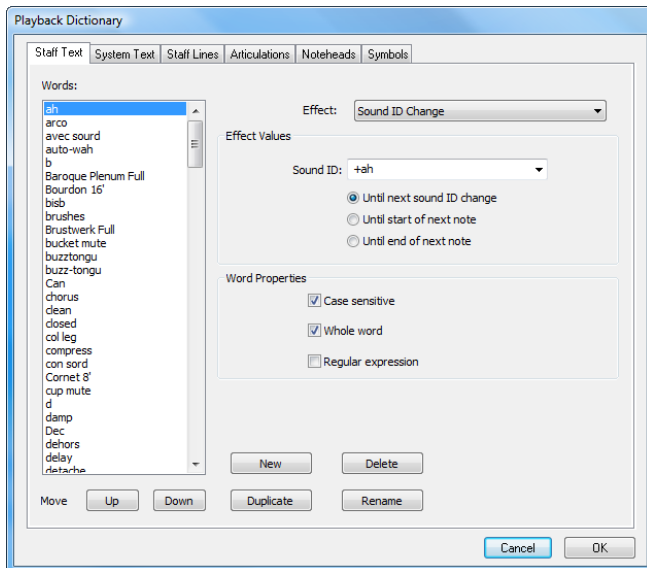 Playback Dictionary
Staff Text System Text Staff Lines Articulations Noteheads Symbols
Words:
ah
arco
avec sourd
auto-wah
b
Baroque Plenum Full
Bourdon 16'
bisb
brushes
Brustwerk Full
bucket mute
buzztongu
buzz-tongu
Can
chorus
clean
closed
col leg
compress
con sord
Cornet 8'
cup mute
d
damp
Dec
dehors
delay
detache
Effect: Sound ID Change
Effect Values
Sound ID: +ah
Until next sound ID change
Until start of next note
Until end of next note
Word Properties
Case sensitive
Whole word
Regular expression
New Delete
Move Up Down Duplicate Rename
Cancel OK